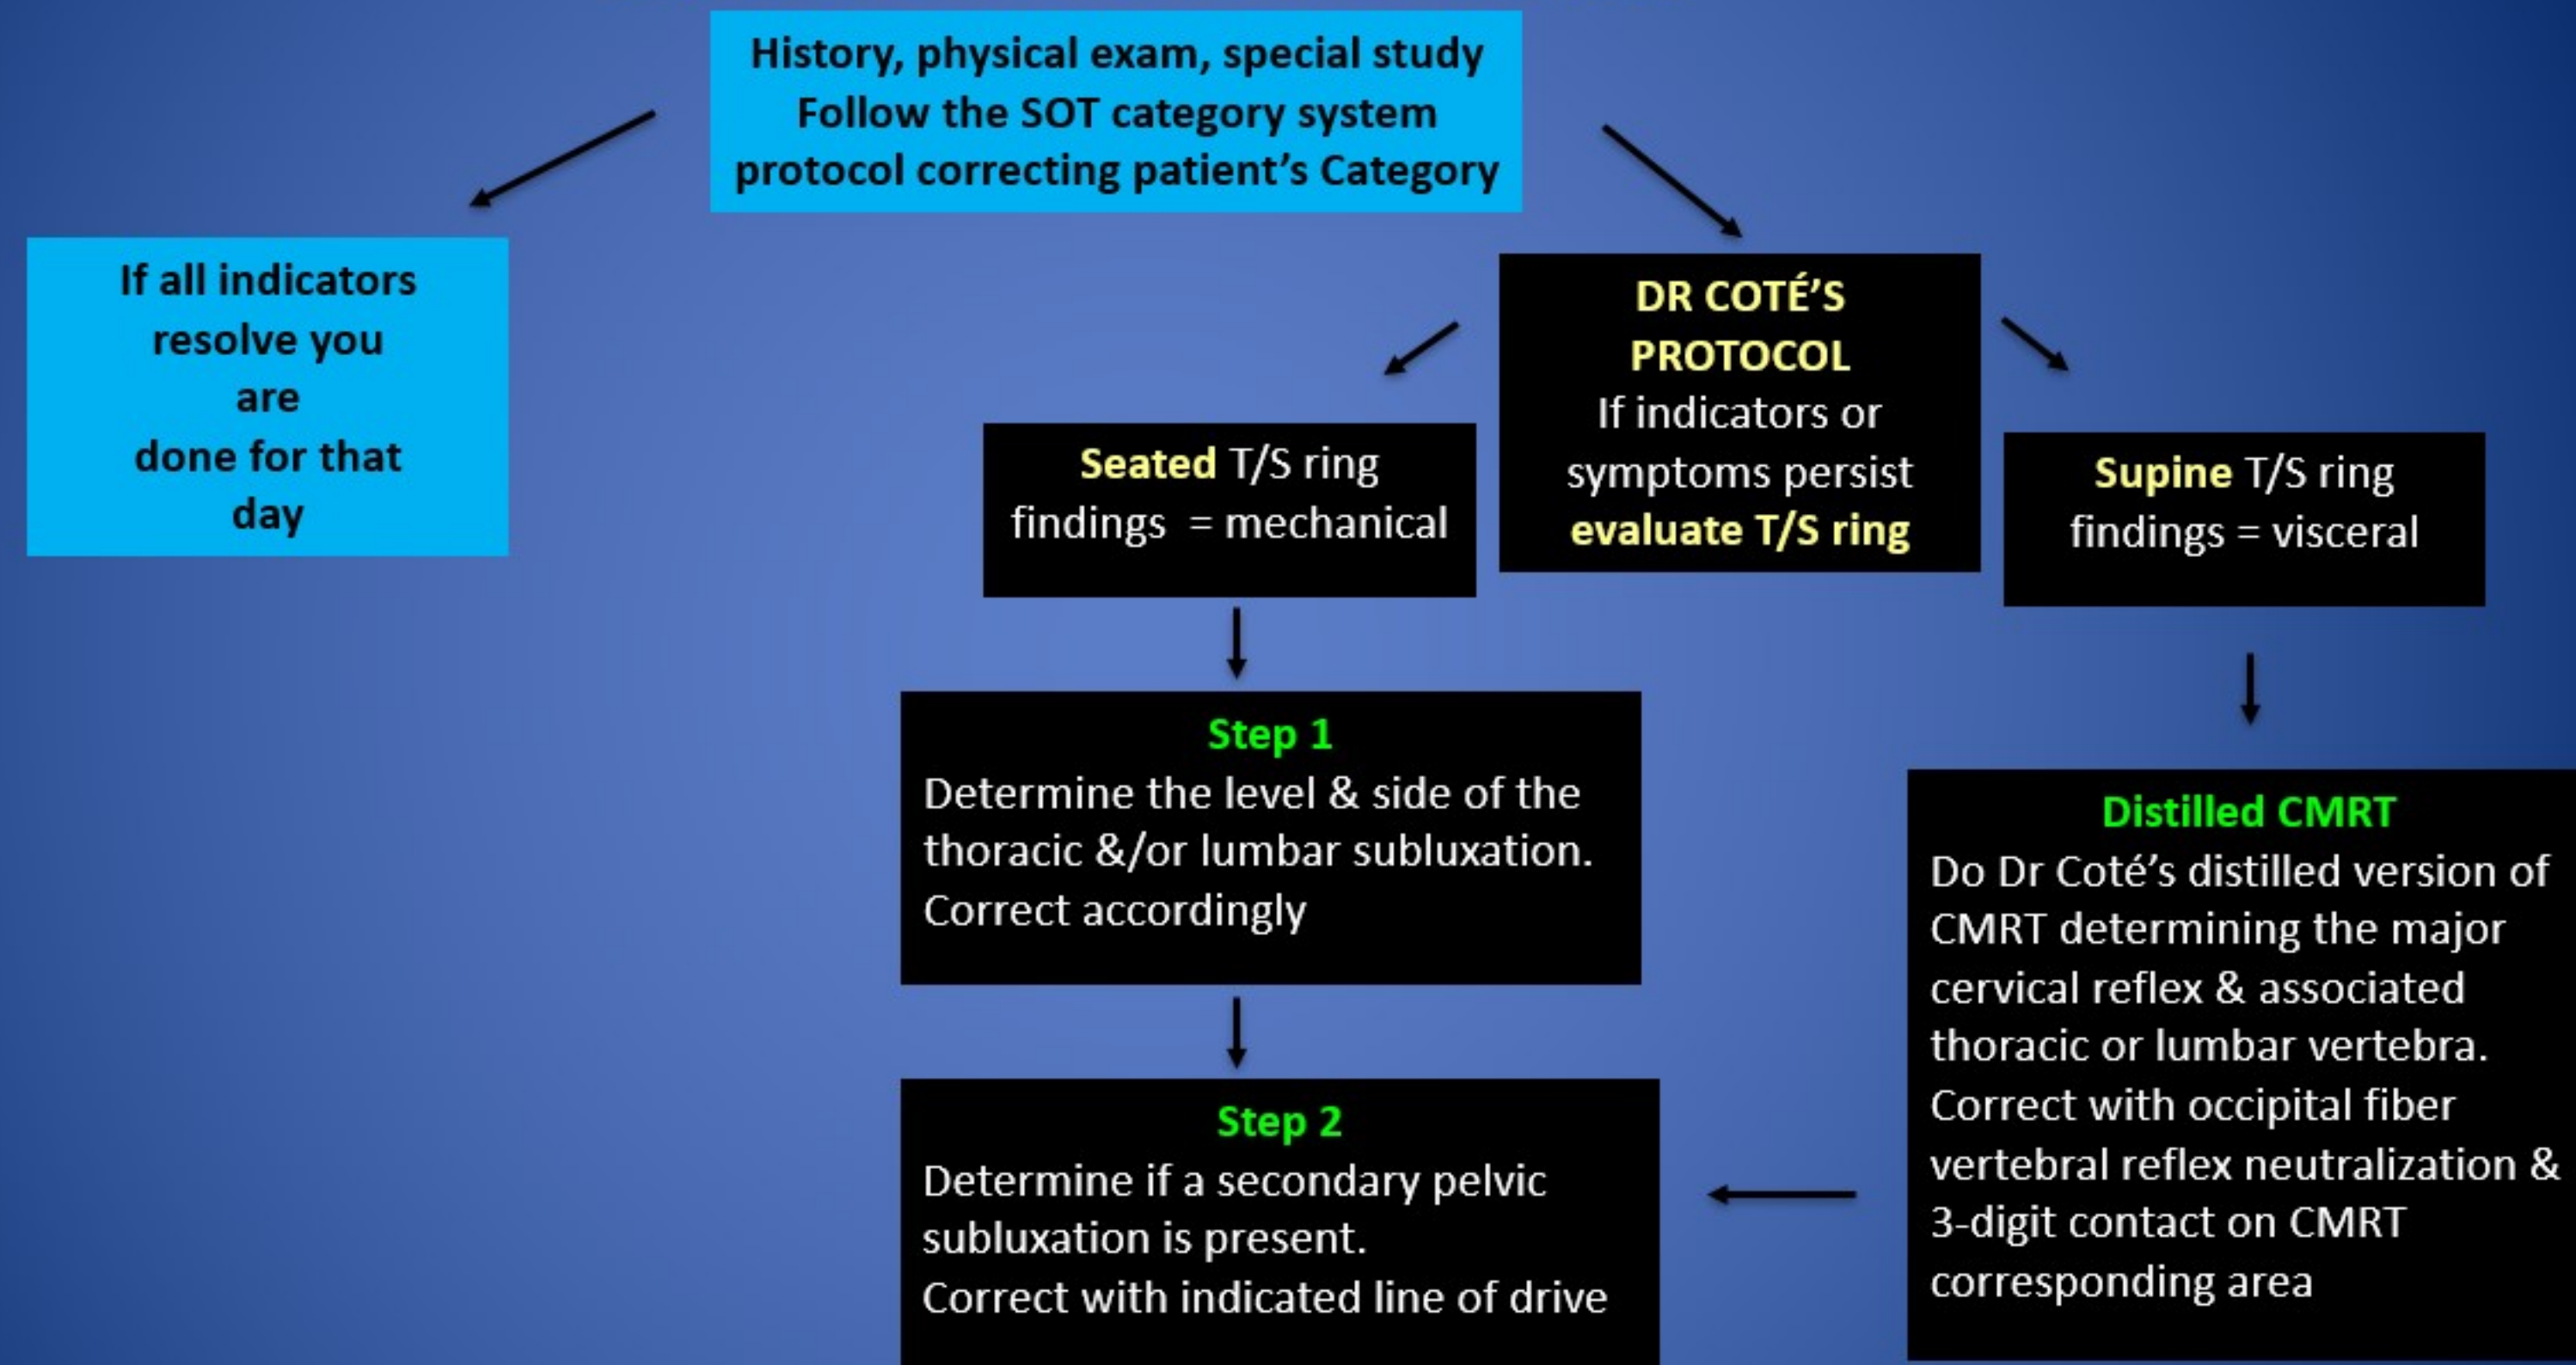 History, physical exam, special study
Follow the SOT category system
protocol correcting patient’s Category
If all indicators
resolve you
are
done for that
day
DR COTÉ’S
PROTOCOL
If indicators or
symptoms persist
evaluate T/S ring
Seated T/S ring
findings = mechanical
Supine T/S ring
findings = visceral
Step 1
Determine the level & side of the
thoracic &/or lumbar subluxation.
Correct accordingly
Distilled CMRT
Do Dr Coté’s distilled version of
CMRT determining the major
cervical reflex & associated
thoracic or lumbar vertebra.
Correct with occipital fiber
vertebral reflex neutralization &
3-digit contact on CMRT
corresponding area
Step 2
Determine if a secondary pelvic
subluxation is present.
Correct with indicated line of drive